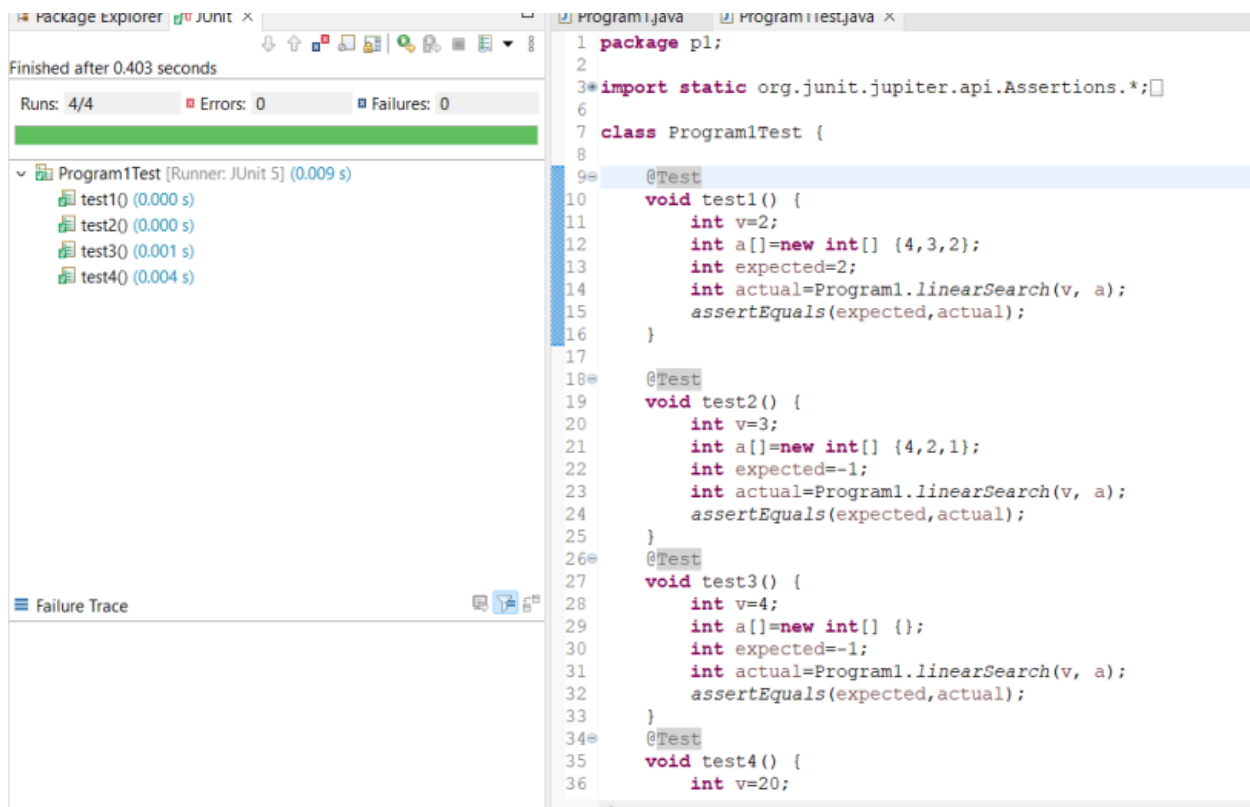 Package Explorer JUnit ×
Finished after 0.403 seconds
Runs: 4/4 Errors: 0 Failures: 0
Program1Test [Runner: JUnit 5] (0.009 s)
test1() (0.000 s)
test2() (0.000 s)
test3() (0.001 s)
test4() (0.004 s)
Failure Trace
Program1.java Program1Test.java ×
1 package p1;
2
3 import static org.junit.jupiter.api.Assertions.*;
6
7 class Program1Test {
8
9 @Test
10 void test1() {
11 int v=2;
12 int a[]=new int[] {4,3,2};
13 int expected=2;
14 int actual=Program1.linearSearch(v, a);
15 assertEquals(expected,actual);
16 }
17
18 @Test
19 void test2() {
20 int v=3;
21 int a[]=new int[] {4,2,1};
22 int expected=-1;
23 int actual=Program1.linearSearch(v, a);
24 assertEquals(expected,actual);
25 }
26 @Test
27 void test3() {
28 int v=4;
29 int a[]=new int[] {};
30 int expected=-1;
31 int actual=Program1.linearSearch(v, a);
32 assertEquals(expected,actual);
33 }
34 @Test
35 void test4() {
36 int v=20;